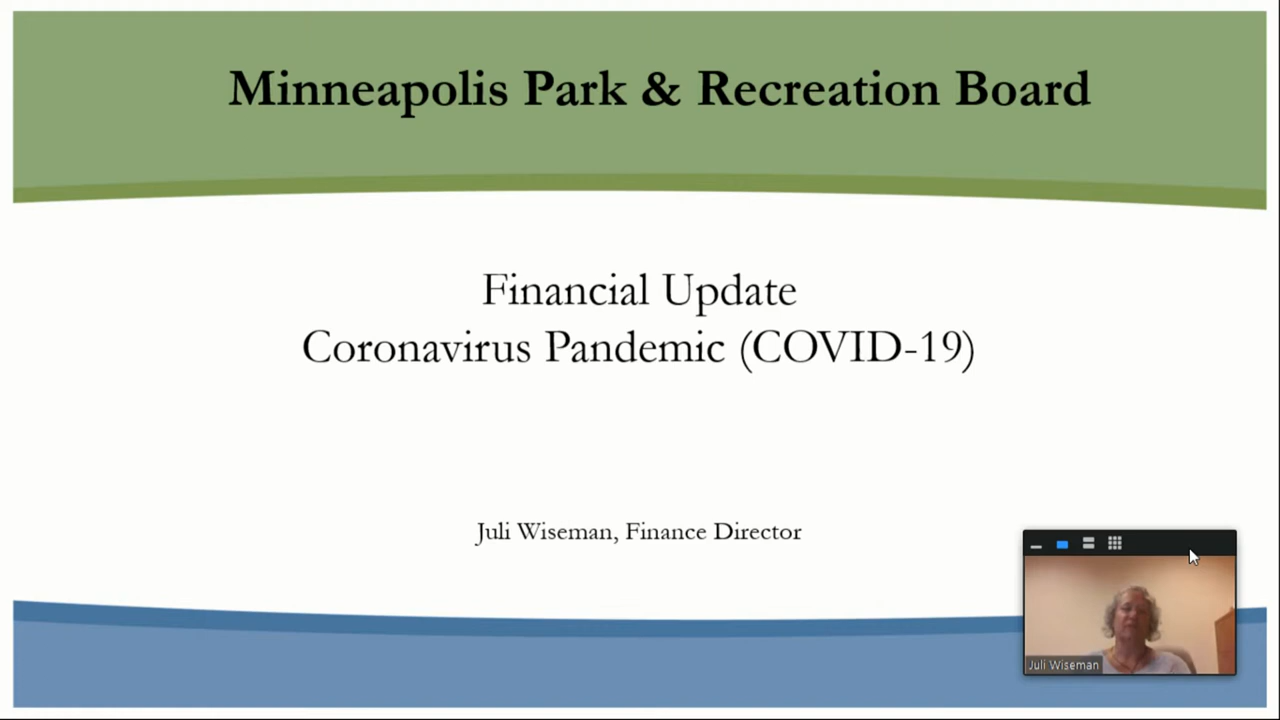 Minneapolis Park & Recreation Board
Financial Update
Coronavirus Pandemic (COVID-19)
Juli Wiseman, Finance Director
Juli Wiseman